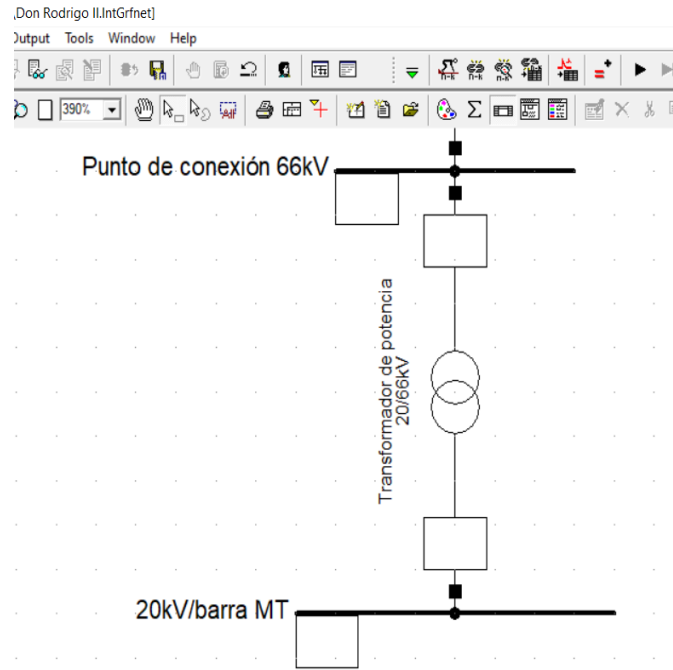 \Don Rodrigo II.IntGrfnet]
Output Tools Window Help
n-k
n-k
390%
Punto de conexión 66kV
Transformador de potencia
20/66kV
20kV/barra MT